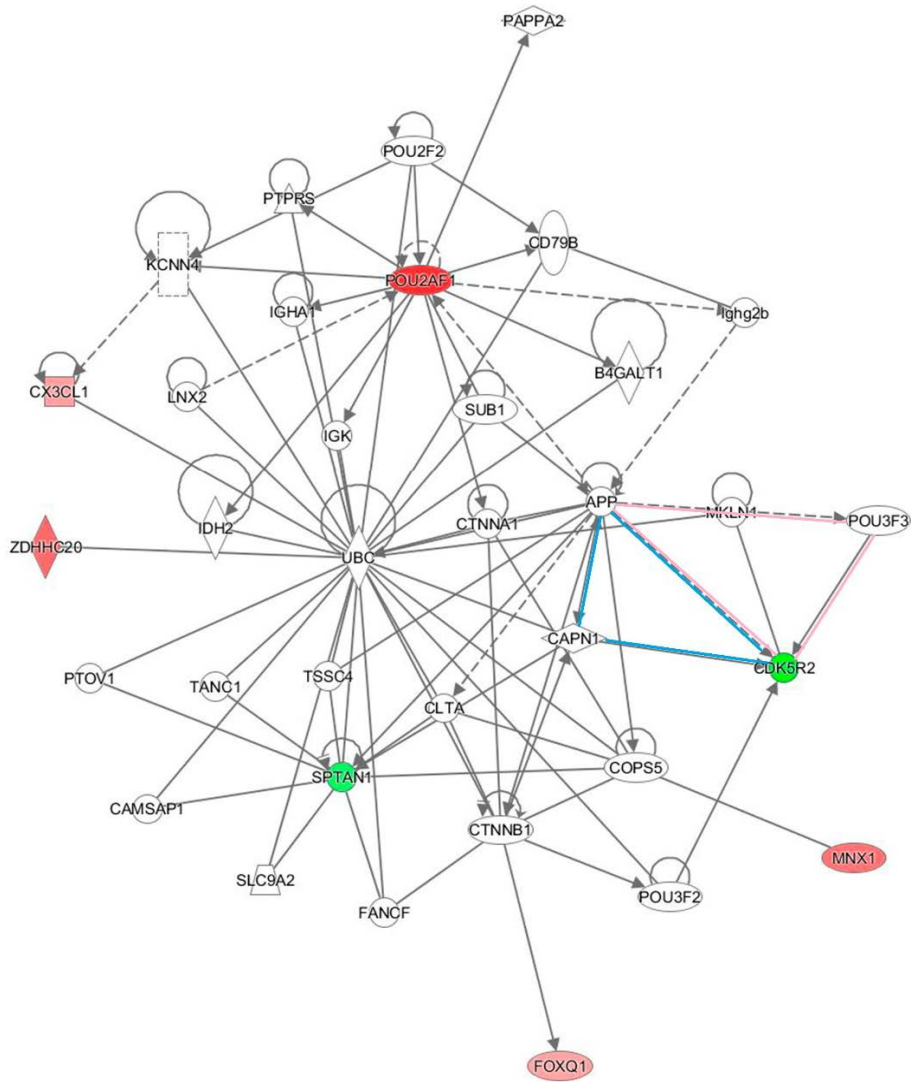 PAPPA2
POU2F2
PTPRS
CD79B
KCNN4
POU2AF1
IGHA1
Ighg2b
B4GALT1
CX3CL1
LNX2
SUB1
IGK
APP
MKLN1
POU3F3
CTNNA1
IDH2
ZDHHC20
UBC
CAPN1
CDK5R2
PTOV1
TANC1
TSSC4
CLTA
SPTAN1
COPS5
CAMSAP1
CTNNB1
MNX1
SLC9A2
POU3F2
FANCF
FOXQ1